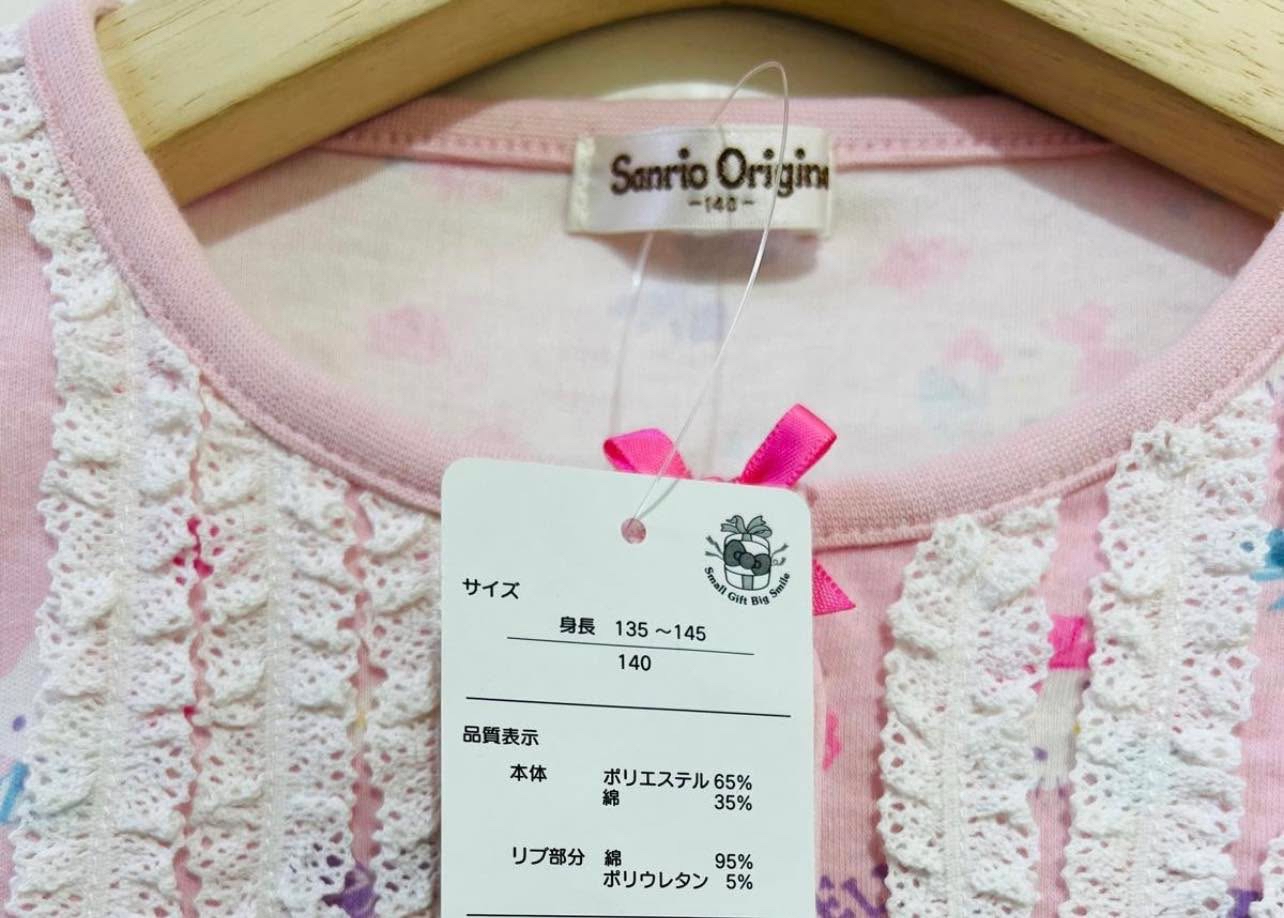 Sanrio Origina
-140-
Small Gift Big Smile
サイズ
身長 135～145
140
品質表示
本体 ポリエステル 65%
綿 35%
リブ部分 綿 95%
ポリウレタン 5%